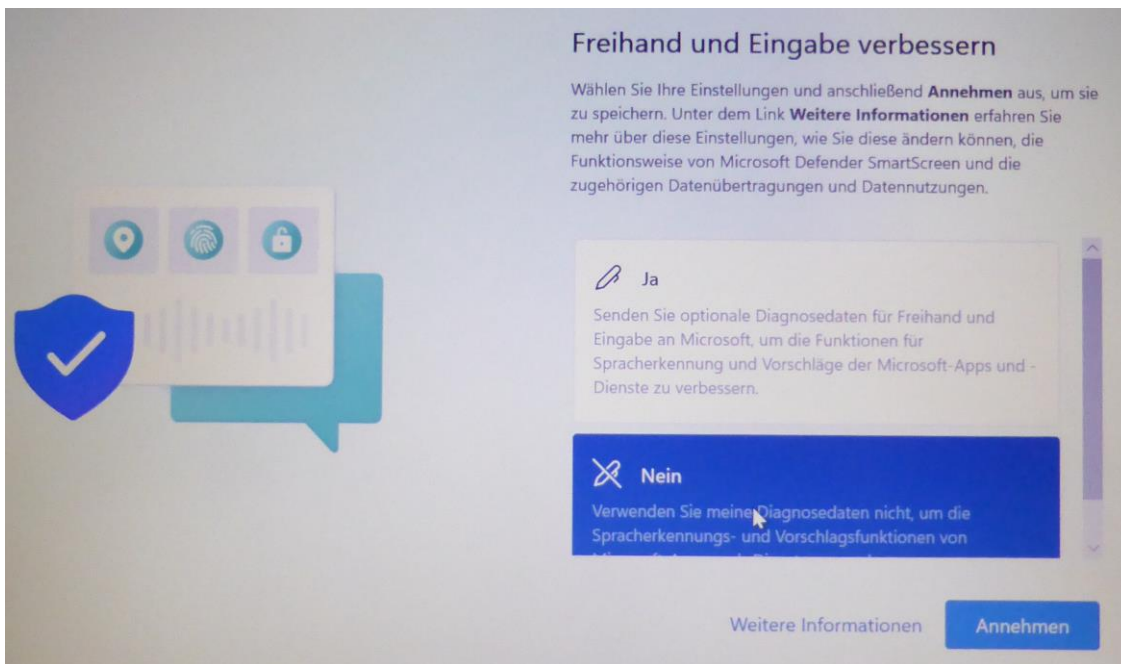 Freihand und Eingabe verbessern
Wählen Sie Ihre Einstellungen und anschließend Annehmen aus, um sie
zu speichern. Unter dem Link Weitere Informationen erfahren Sie
mehr über diese Einstellungen, wie Sie diese ändern können, die
Funktionsweise von Microsoft Defender SmartScreen und die
zugehörigen Datenübertragungen und Datennutzungen.
Ja
Senden Sie optionale Diagnosedaten für Freihand und
Eingabe an Microsoft, um die Funktionen für
Spracherkennung und Vorschläge der Microsoft-Apps und -
Dienste zu verbessern.
Nein
Verwenden Sie meine Diagnosedaten nicht, um die
Spracherkennungs- und Vorschlagsfunktionen von
Weitere Informationen
Annehmen